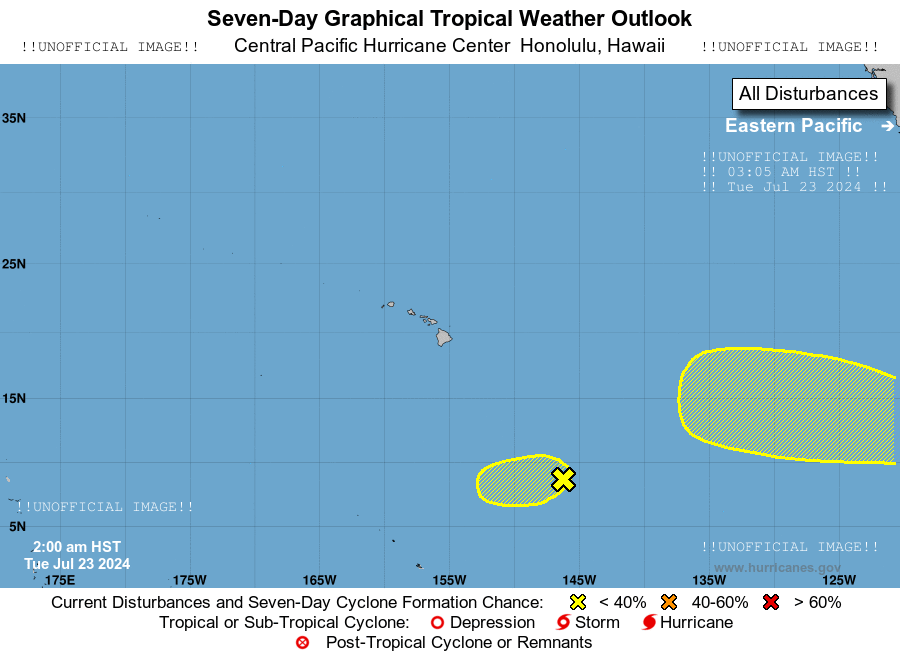 Seven-Day Graphical Tropical Weather Outlook
!!UNOFFICIAL IMAGE!! Central Pacific Hurricane Center Honolulu, Hawaii !!UNOFFICIAL IMAGE!!
All Disturbances
35N
Eastern Pacific
!!UNOFFICIAL IMAGE!!
!! 03:05 AM HST !!
!! Tue Jul 23 2024 !!
25N
15N
!!UNOFFICIAL IMAGE!!
5N
2:00 am HST
Tue Jul 23 2024
!!UNOFFICIAL IMAGE!!
www.hurricanes.gov
175E 175W 165W 155W 145W 135W 125W
Current Disturbances and Seven-Day Cyclone Formation Chance: < 40% 40-60% > 60%
Tropical or Sub-Tropical Cyclone: Depression Storm Hurricane
Post-Tropical Cyclone or Remnants